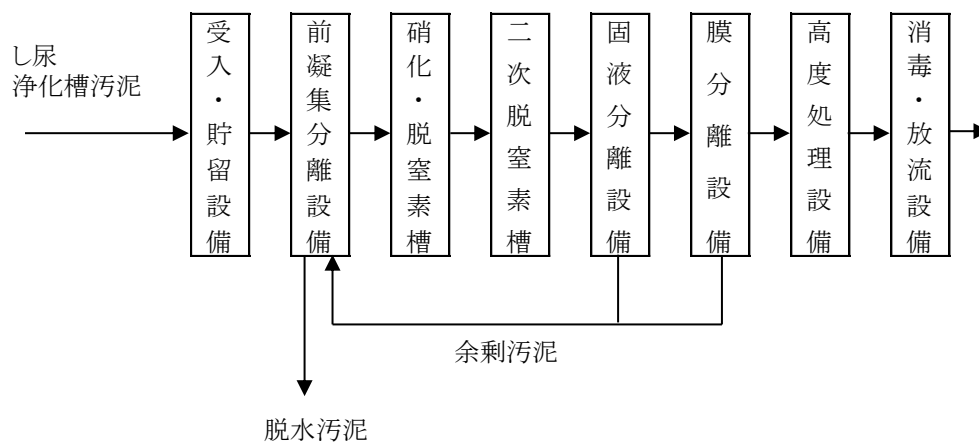 し尿
浄化槽汚泥
受入・貯留設備
前凝集分離設備
硝化・脱窒素槽
二次脱窒素槽
固液分離設備
膜分離設備
高度処理設備
消毒・放流設備
余剰汚泥
脱水汚泥